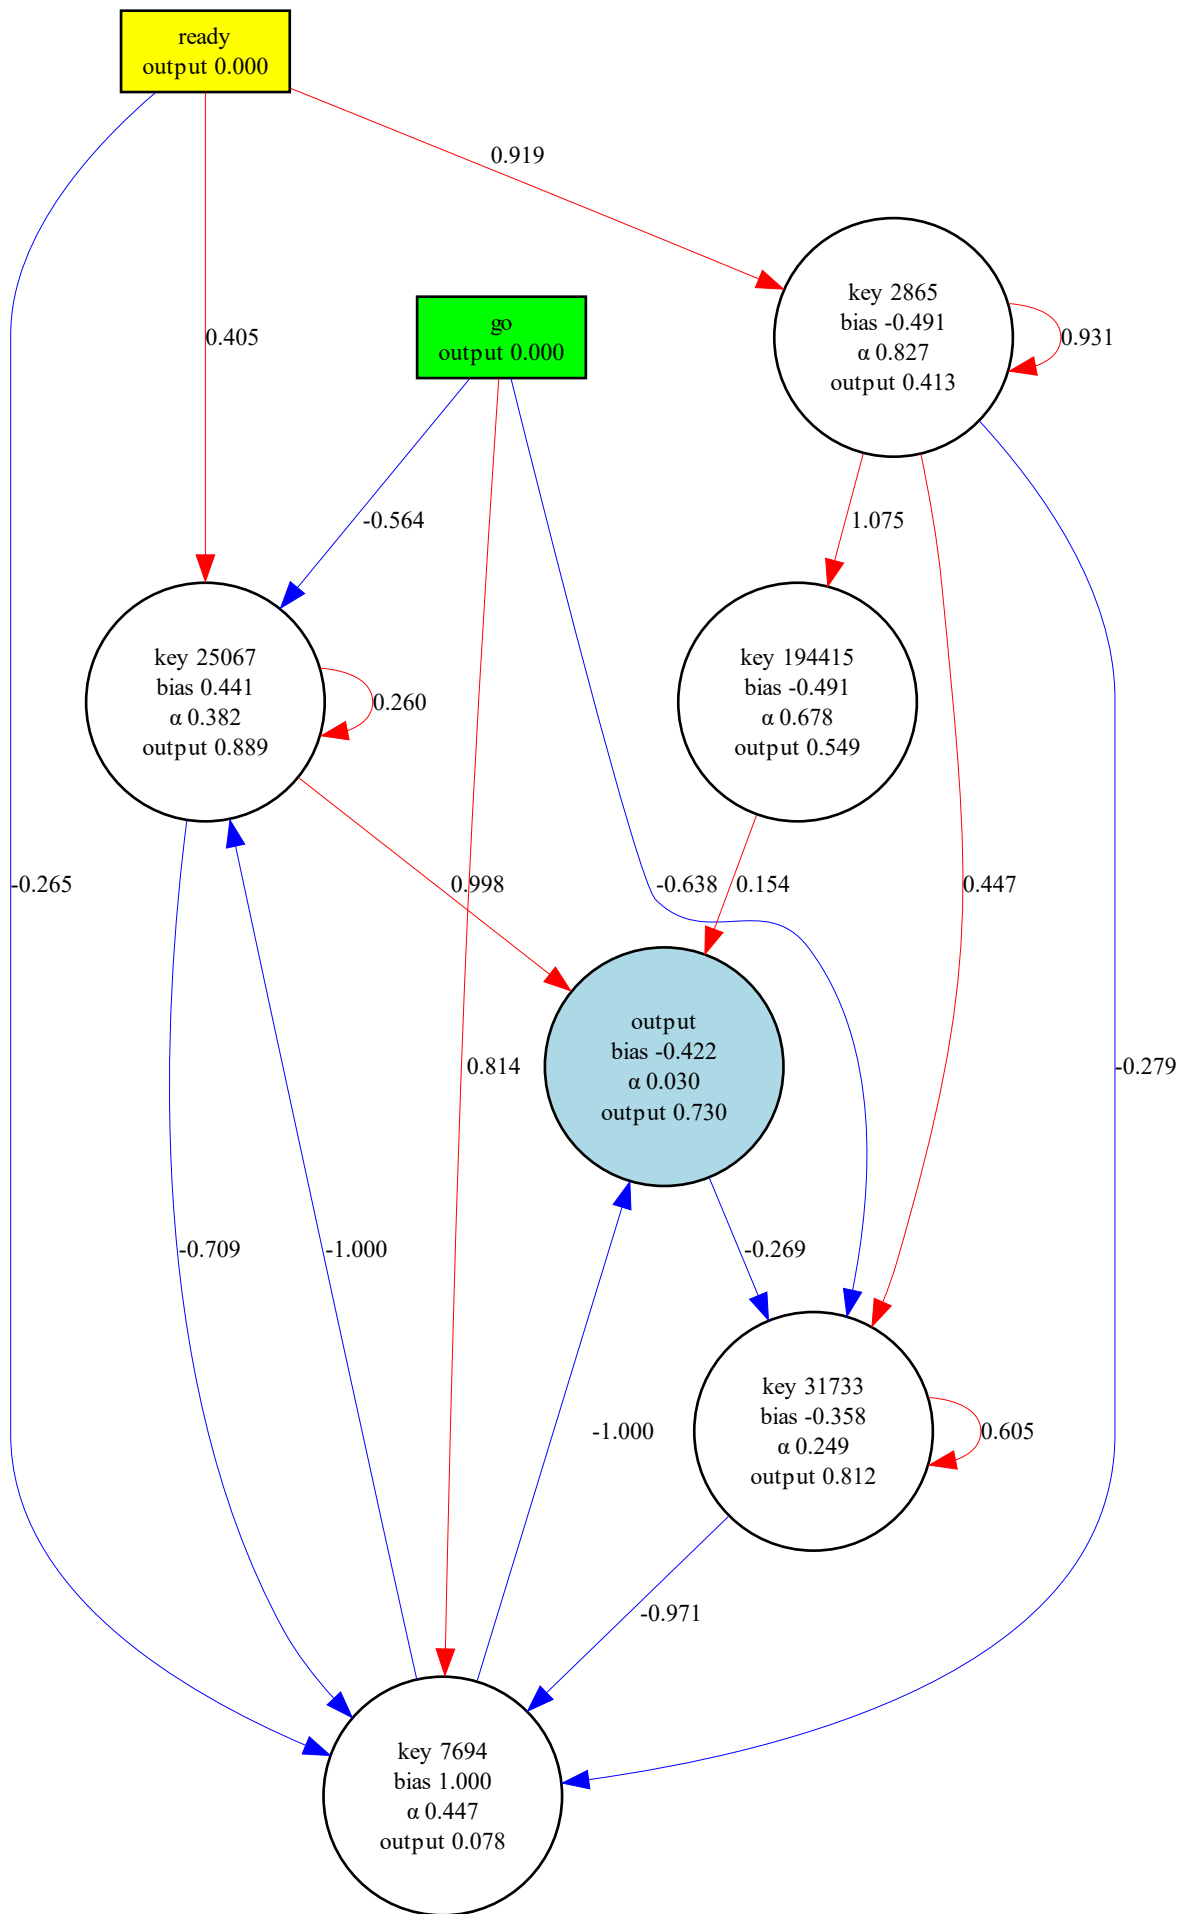 ready
output 0.000
0.919
key 2865
bias -0.491
α 0.827
output 0.413
0.931
go
output 0.000
0.405
-0.564
1.075
key 25067
bias 0.441
α 0.382
output 0.889
0.260
key 194415
bias -0.491
α 0.678
output 0.549
-0.265
0.998
-0.638
0.154
0.447
output
bias -0.422
α 0.030
output 0.730
0.814
-0.279
-0.709
-1.000
-0.269
key 31733
bias -0.358
α 0.249
output 0.812
-1.000
0.605
-0.971
key 7694
bias 1.000
α 0.447
output 0.078